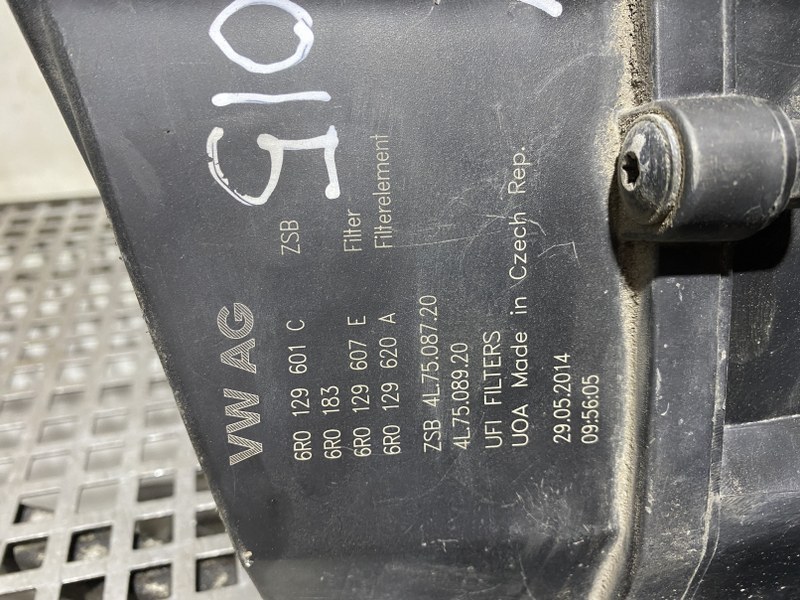 VW AG
6R0 129 601 C ZSB
6R0 183
6R0 129 607 E Filter
6R0 129 620 A Filterelement
ZSB 4L75.087.20
4L75.089.20
UFI FILTERS
UOA Made in Czech Rep.
29.05.2014
09:56:05